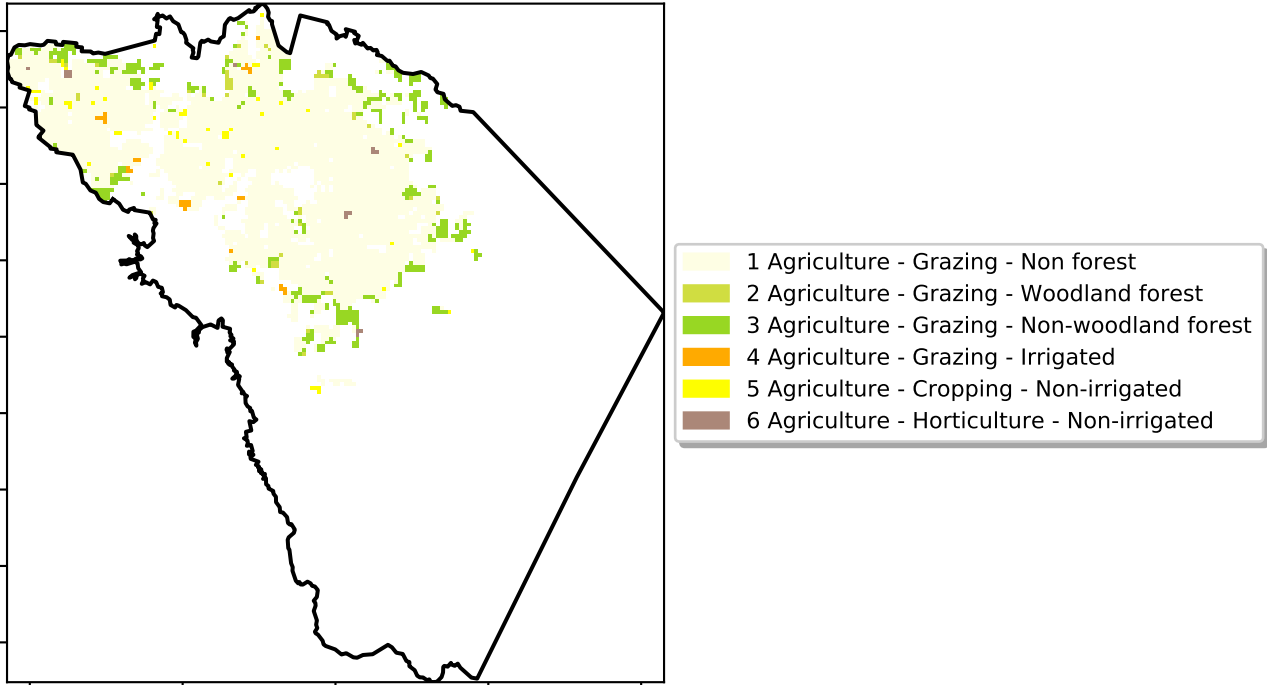 1 Agriculture - Grazing - Non forest
2 Agriculture - Grazing - Woodland forest
3 Agriculture - Grazing - Non-woodland forest
4 Agriculture - Grazing - Irrigated
5 Agriculture - Cropping - Non-irrigated
6 Agriculture - Horticulture - Non-irrigated